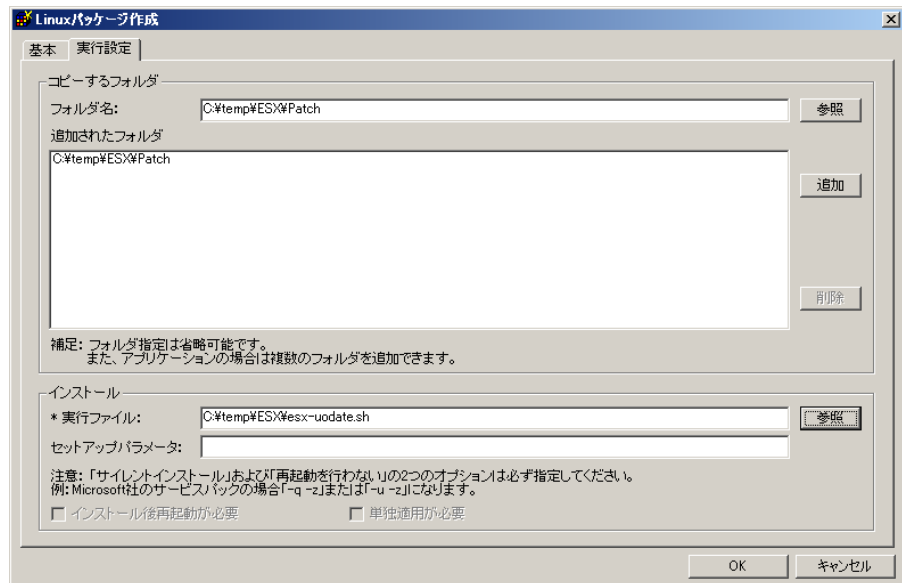 Linuxパッケージ作成
基本 実行設定
コピーするフォルダ
フォルダ名: C:¥temp¥ESX¥Patch 参照
追加されたフォルダ
C:¥temp¥ESX¥Patch
追加
削除
補足: フォルダ指定は省略可能です。
また、アプリケーションの場合は複数のフォルダを追加できます。
インストール
* 実行ファイル: C:¥temp¥ESX¥esx-uodate.sh 参照
セットアップパラメータ:
注意: 「サイレントインストール」および「再起動を行わない」の2つのオプションは必ず指定してください。
例: Microsoft社のサービスパックの場合「-q -z」または「-u -z」になります。
インストール後再起動が必要 単独適用が必要
OK キャンセル